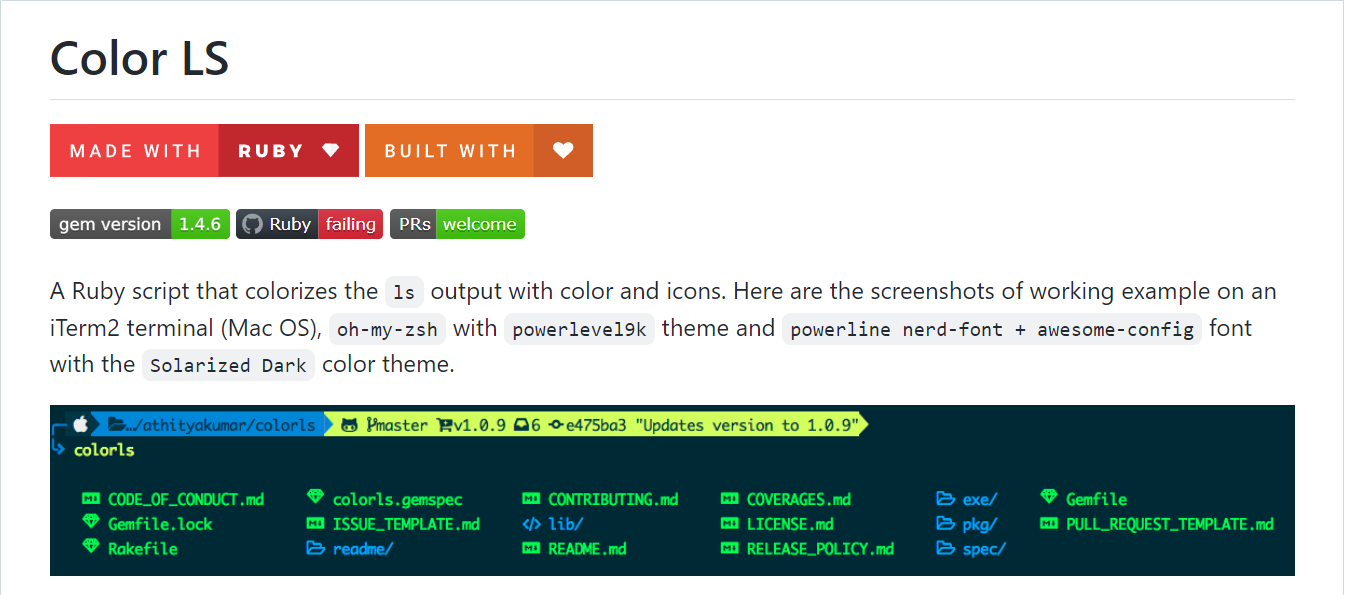 Color LS
MADE WITH RUBY BUILT WITH
gem version 1.4.6 Ruby failing PRs welcome
A Ruby script that colorizes the ls output with color and icons. Here are the screenshots of working example on an
iTerm2 terminal (Mac OS), oh-my-zsh with powerlevel9k theme and powerline nerd-font + awesome-config font
with the Solarized Dark color theme.
…/athityakumar/colorls master v1.0.9 6 e475ba3 "Updates version to 1.0.9"
colorls
CODE_OF_CONDUCT.md colorls.gemspec CONTRIBUTING.md COVERAGES.md exe/ Gemfile
Gemfile.lock ISSUE_TEMPLATE.md lib/ LICENSE.md pkg/ PULL_REQUEST_TEMPLATE.md
Rakefile readme/ README.md RELEASE_POLICY.md spec/